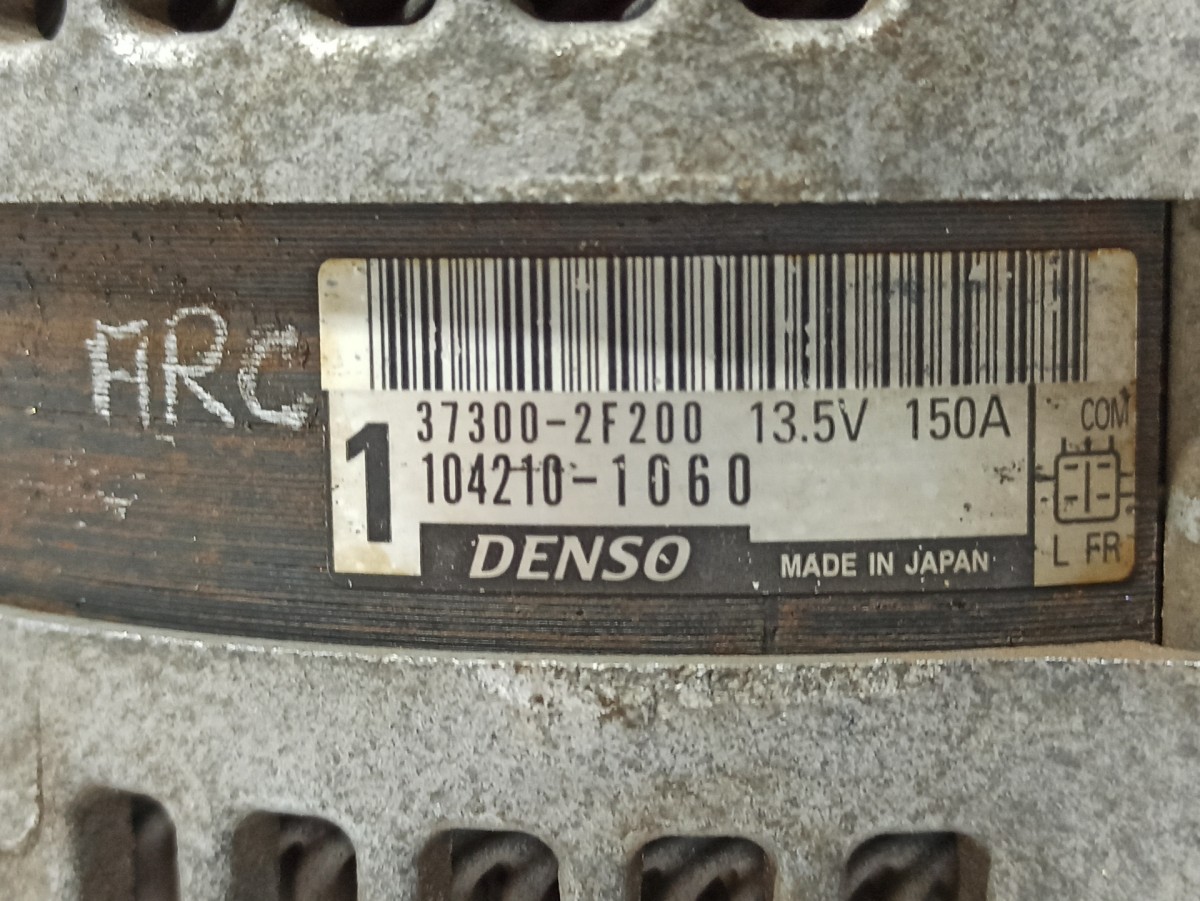 ARC
37300-2F200 13.5V 150A
1
104210-1060
DENSO
MADE IN JAPAN
COM
L FR